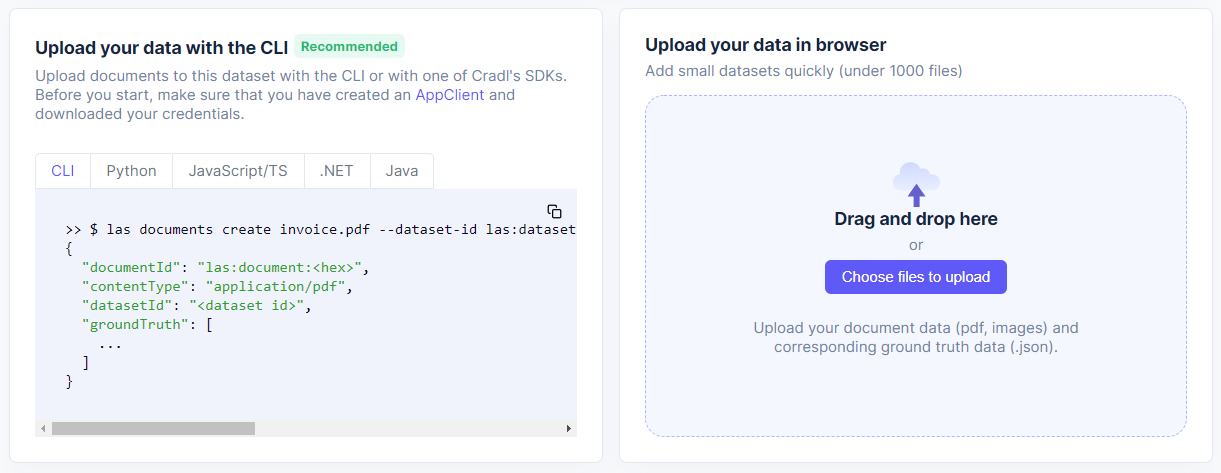 Upload your data with the CLI Recommended
Upload documents to this dataset with the CLI or with one of Cradl's SDKs.
Before you start, make sure that you have created an AppClient and
downloaded your credentials.
CLI Python JavaScript/TS .NET Java
>> $ las documents create invoice.pdf --dataset-id las:dataset
{
  "documentId": "las:document:<hex>",
  "contentType": "application/pdf",
  "datasetId": "<dataset id>",
  "groundTruth": [
    ...
  ]
}
Upload your data in browser
Add small datasets quickly (under 1000 files)
Drag and drop here
or
Choose files to upload
Upload your document data (pdf, images) and
corresponding ground truth data (.json).